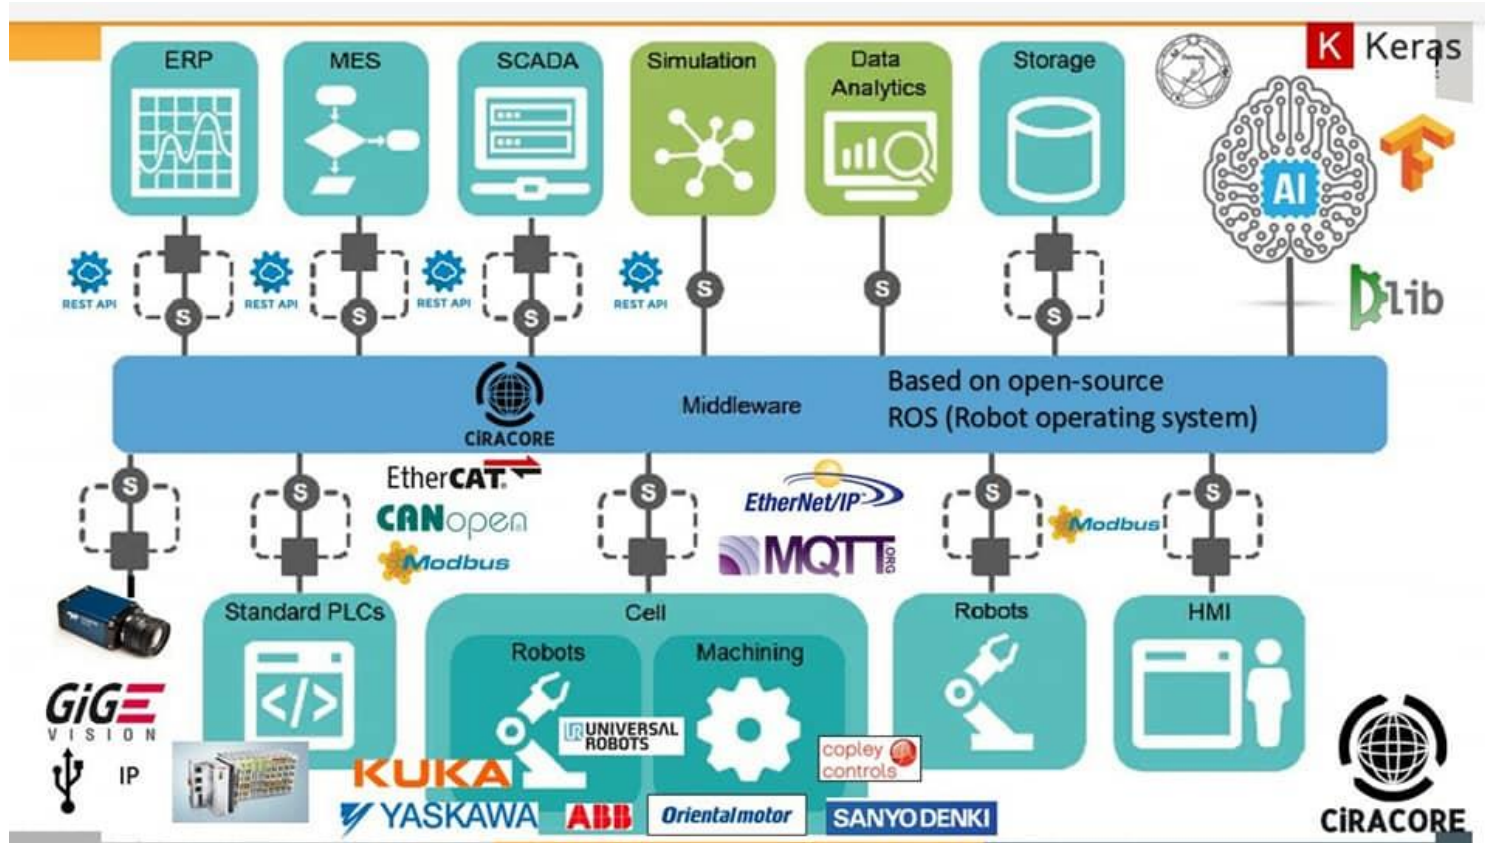 ERP
MES
SCADA
Simulation
Data
Analytics
Storage
K Keras
AI
REST API
REST API
REST API
REST API
S
S
S
S
S
S
D-lib
CiRACORE
Middleware
Based on open-source
ROS (Robot operating system)
S
S
S
S
S
EtherCAT
CANopen
Modbus
EtherNet/IP
MQTT.ORG
Modbus
Standard PLCs
</>
Cell
Robots
Machining
Robots
HMI
GiGE
VISION
IP
UNIVERSAL
ROBOTS
copley
controls
KUKA
YASKAWA
ABB
Orientalmotor
SANYO DENKI
CiRACORE